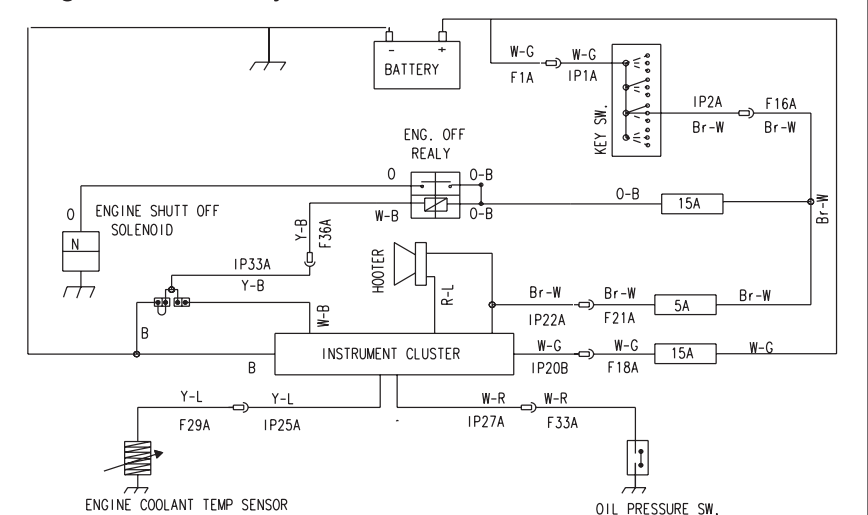 - +
BATTERY
W-G W-G
F1A IP1A
KEY SW.
IP2A F16A
Br-W Br-W
ENG. OFF
REALY
O O-B
W-B O-B
O-B
15A
Br-W
O ENGINE SHUTT OFF
SOLENOID
N
Y-B F36A
IP33A
Y-B
HOOTER
R-L
Br-W Br-W 5A Br-W
IP22A F21A
W-B
B
INSTRUMENT CLUSTER
B
W-G W-G 15A W-G
IP20B F18A
Y-L Y-L
F29A IP25A
W-R W-R
IP27A F33A
ENGINE COOLANT TEMP SENSOR
OIL PRESSURE SW.